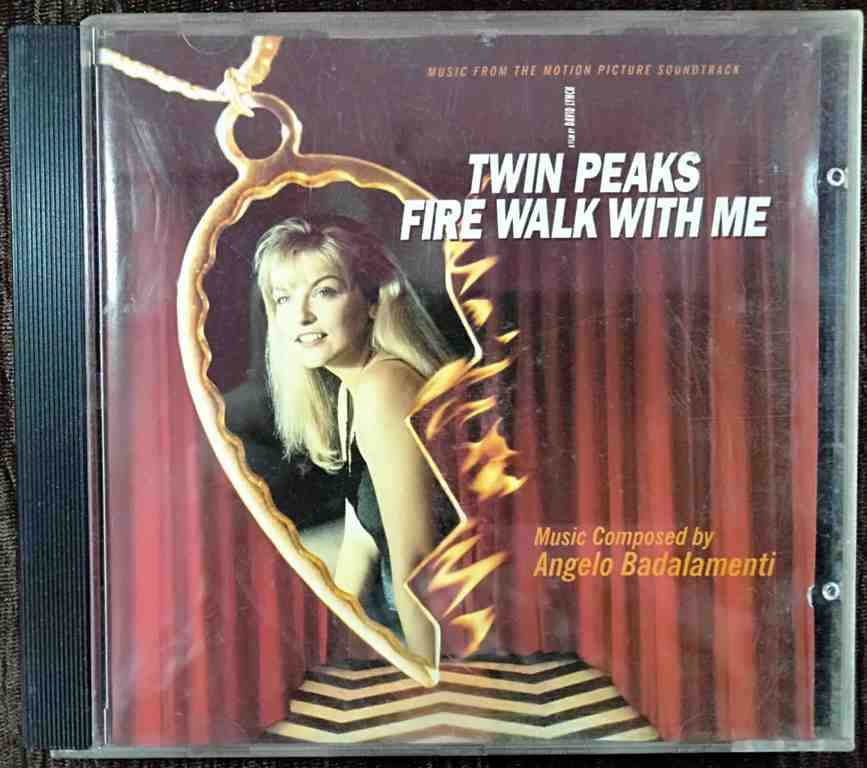 MUSIC FROM THE MOTION PICTURE SOUNDTRACK
A FILM BY DAVID LYNCH
TWIN PEAKS
FIRE WALK WITH ME
Music Composed by
Angelo Badalamenti